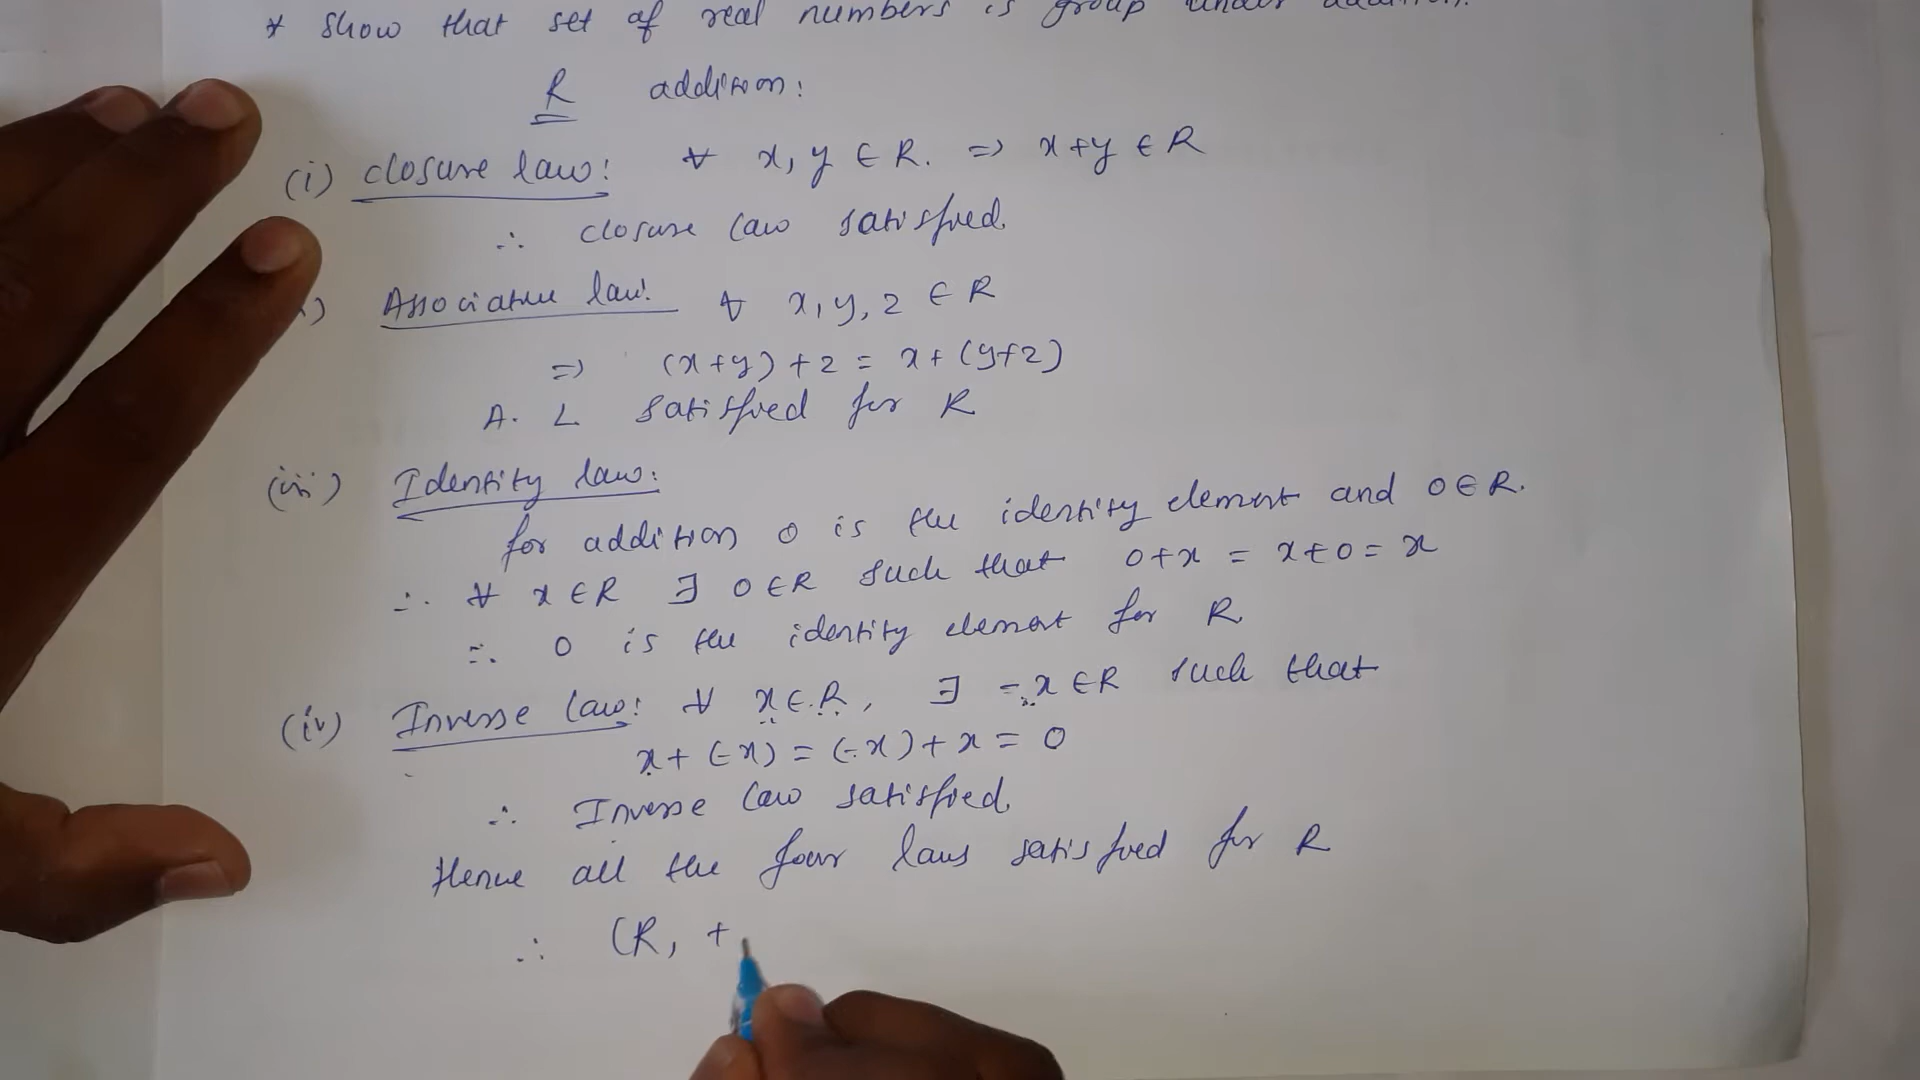 * Show that set of real numbers is group under addition.
R addition:
(i) closure law: ∀ x, y ∈ R. ⇒ x+y ∈ R
∴ closure law satisfied.
) Associative law: ∀ x, y, z ∈ R
⇒ (x+y)+z = x+(y+z)
A. L satisfied for R
(iii) Identity law:
for addition 0 is the identity element and 0∈R.
∴ ∀ x ∈R ∃ 0∈R such that 0+x = x+0 = x
∴ 0 is the identity element for R
(iv) Inverse law: ∀ x∈R, ∃ -x ∈R such that
x+(-x) = (-x)+x = 0
∴ Inverse law satisfied.
Hence all the four laws satisfied for R
∴ (R, +